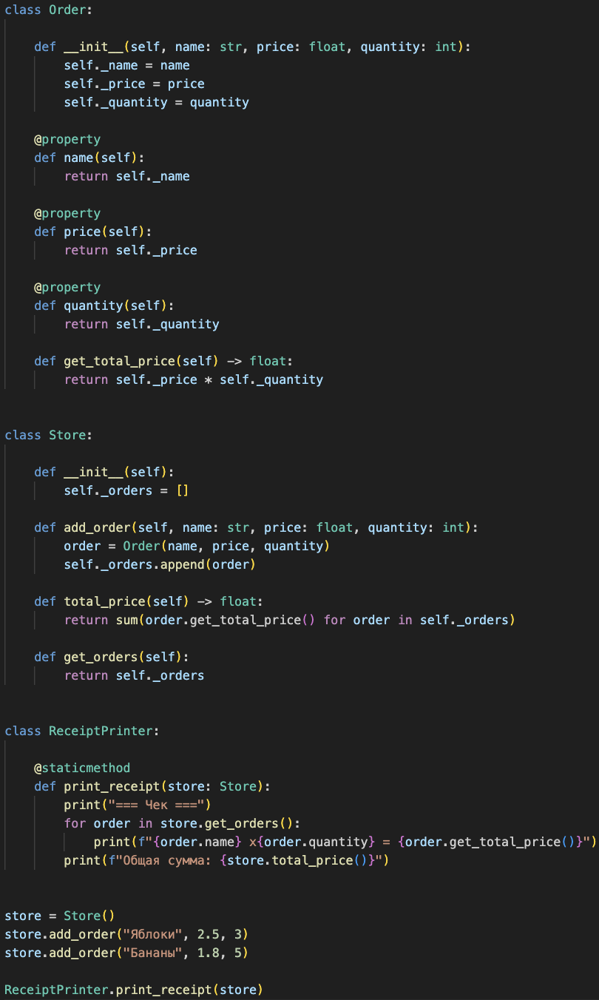 class Order:
    def __init__(self, name: str, price: float, quantity: int):
        self._name = name
        self._price = price
        self._quantity = quantity
    @property
    def name(self):
        return self._name
    @property
    def price(self):
        return self._price
    @property
    def quantity(self):
        return self._quantity
    def get_total_price(self) -> float:
        return self._price * self._quantity
class Store:
    def __init__(self):
        self._orders = []
    def add_order(self, name: str, price: float, quantity: int):
        order = Order(name, price, quantity)
        self._orders.append(order)
    def total_price(self) -> float:
        return sum(order.get_total_price() for order in self._orders)
    def get_orders(self):
        return self._orders
class ReceiptPrinter:
    @staticmethod
    def print_receipt(store: Store):
        print("=== Чек ===")
        for order in store.get_orders():
            print(f"{order.name} x{order.quantity} = {order.get_total_price()}")
        print(f"Общая сумма: {store.total_price()}")
store = Store()
store.add_order("Яблоки", 2.5, 3)
store.add_order("Бананы", 1.8, 5)
ReceiptPrinter.print_receipt(store)